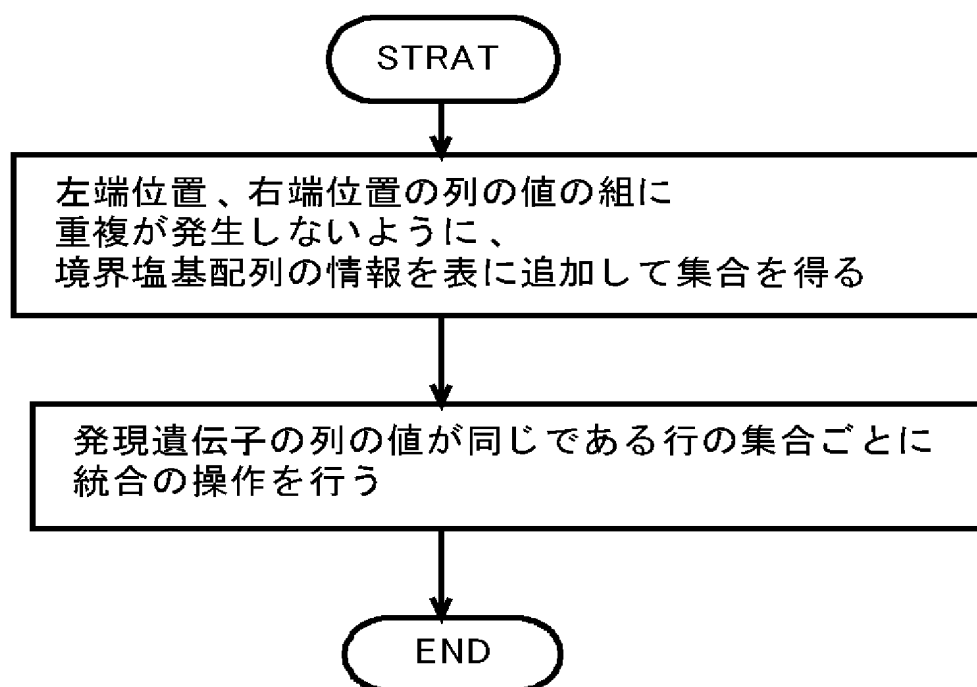 STRAT
左端位置、右端位置の列の値の組に
重複が発生しないように、
境界塩基配列の情報を表に追加して集合を得る
発現遺伝子の列の値が同じである行の集合ごとに
統合の操作を行う
END